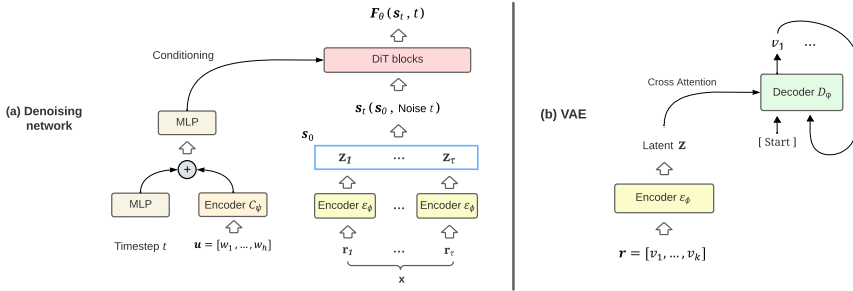 F_θ(s_t, t)
Conditioning
DiT blocks
(a) Denoising
network
MLP
s_t(s_0, Noise t)
s_0
z_1 ... z_τ
+
MLP
Encoder C_ψ
Encoder ε_ϕ ... Encoder ε_ϕ
Timestep t
u = [w_1, ..., w_h]
r_1 ... r_τ
x
(b) VAE
v_1 ...
Cross Attention
Decoder D_φ
Latent z
[ Start ]
Encoder ε_ϕ
r = [v_1, ..., v_k]